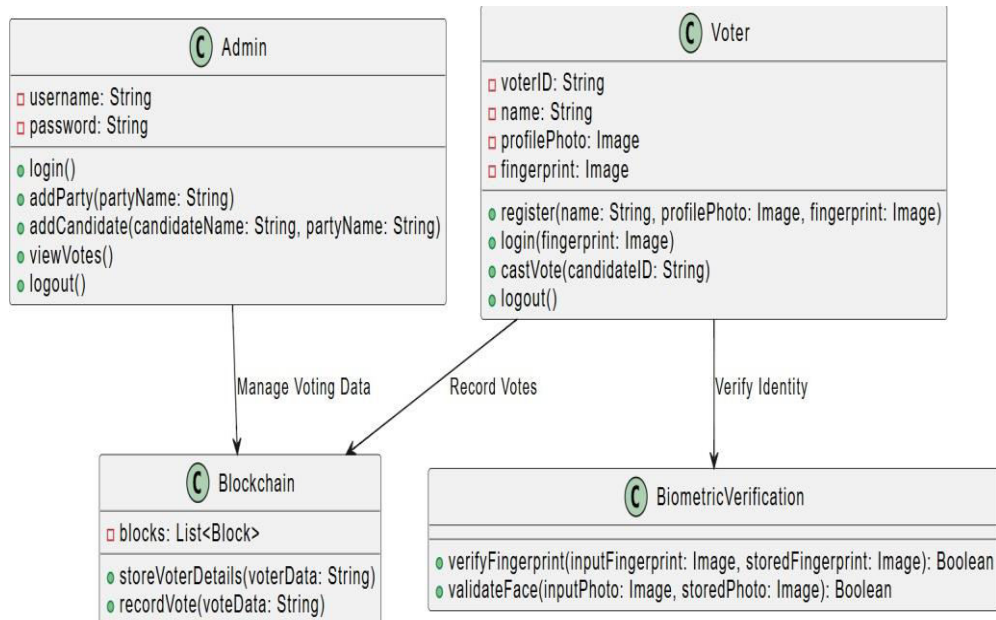 C Admin
username: String
password: String
login()
addParty(partyName: String)
addCandidate(candidateName: String, partyName: String)
viewVotes()
logout()
C Voter
voterID: String
name: String
profilePhoto: Image
fingerprint: Image
register(name: String, profilePhoto: Image, fingerprint: Image)
login(fingerprint: Image)
castVote(candidateID: String)
logout()
Manage Voting Data
Record Votes
Verify Identity
C Blockchain
blocks: List<Block>
storeVoterDetails(voterData: String)
recordVote(voteData: String)
C BiometricVerification
verifyFingerprint(inputFingerprint: Image, storedFingerprint: Image): Boolean
validateFace(inputPhoto: Image, storedPhoto: Image): Boolean